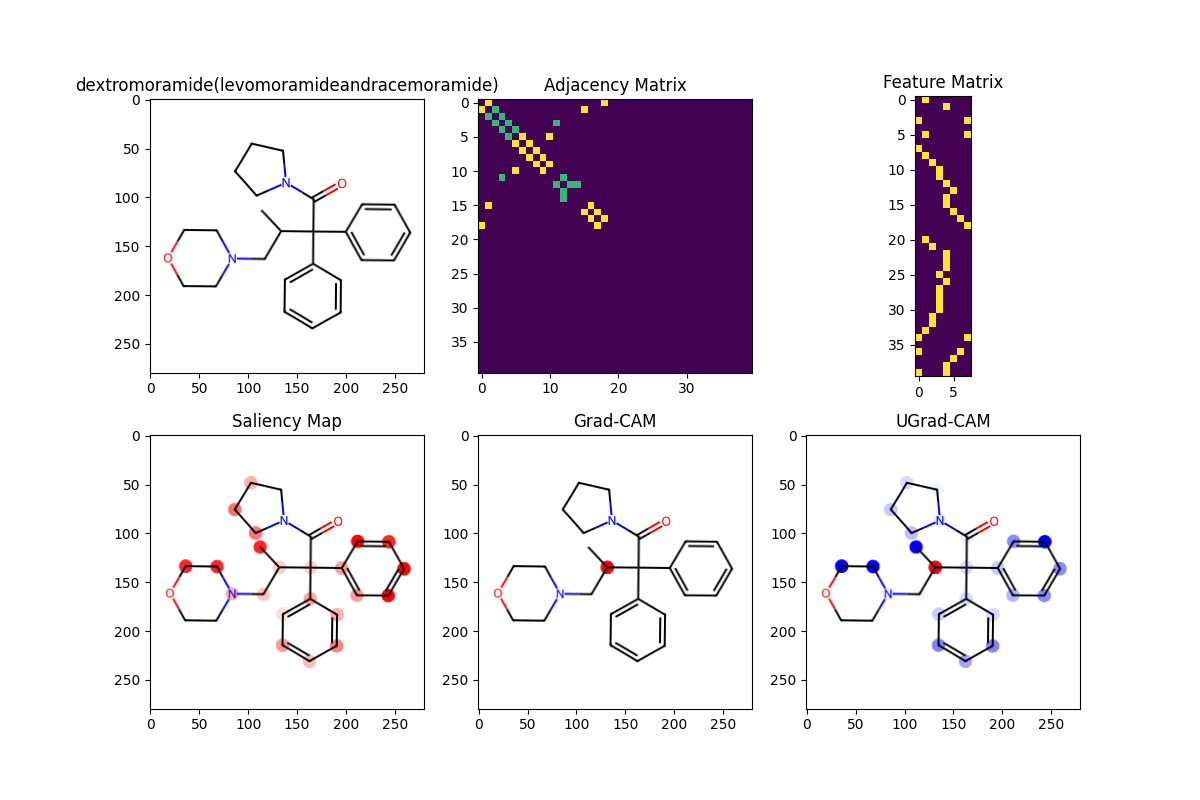 dextromoramide(levomoramideandracemoramide)
0
50
100
150
200
250
0 50 100 150 200 250
N
O
O
N
Adjacency Matrix
0
5
10
15
20
25
30
35
0 10 20 30
Feature Matrix
0
5
10
15
20
25
30
35
0 5
Saliency Map
0
50
100
150
200
250
0 50 100 150 200 250
N
O
O
N
Grad-CAM
0
50
100
150
200
250
0 50 100 150 200 250
N
O
O
N
UGrad-CAM
0
50
100
150
200
250
0 50 100 150 200 250
N
O
O
N